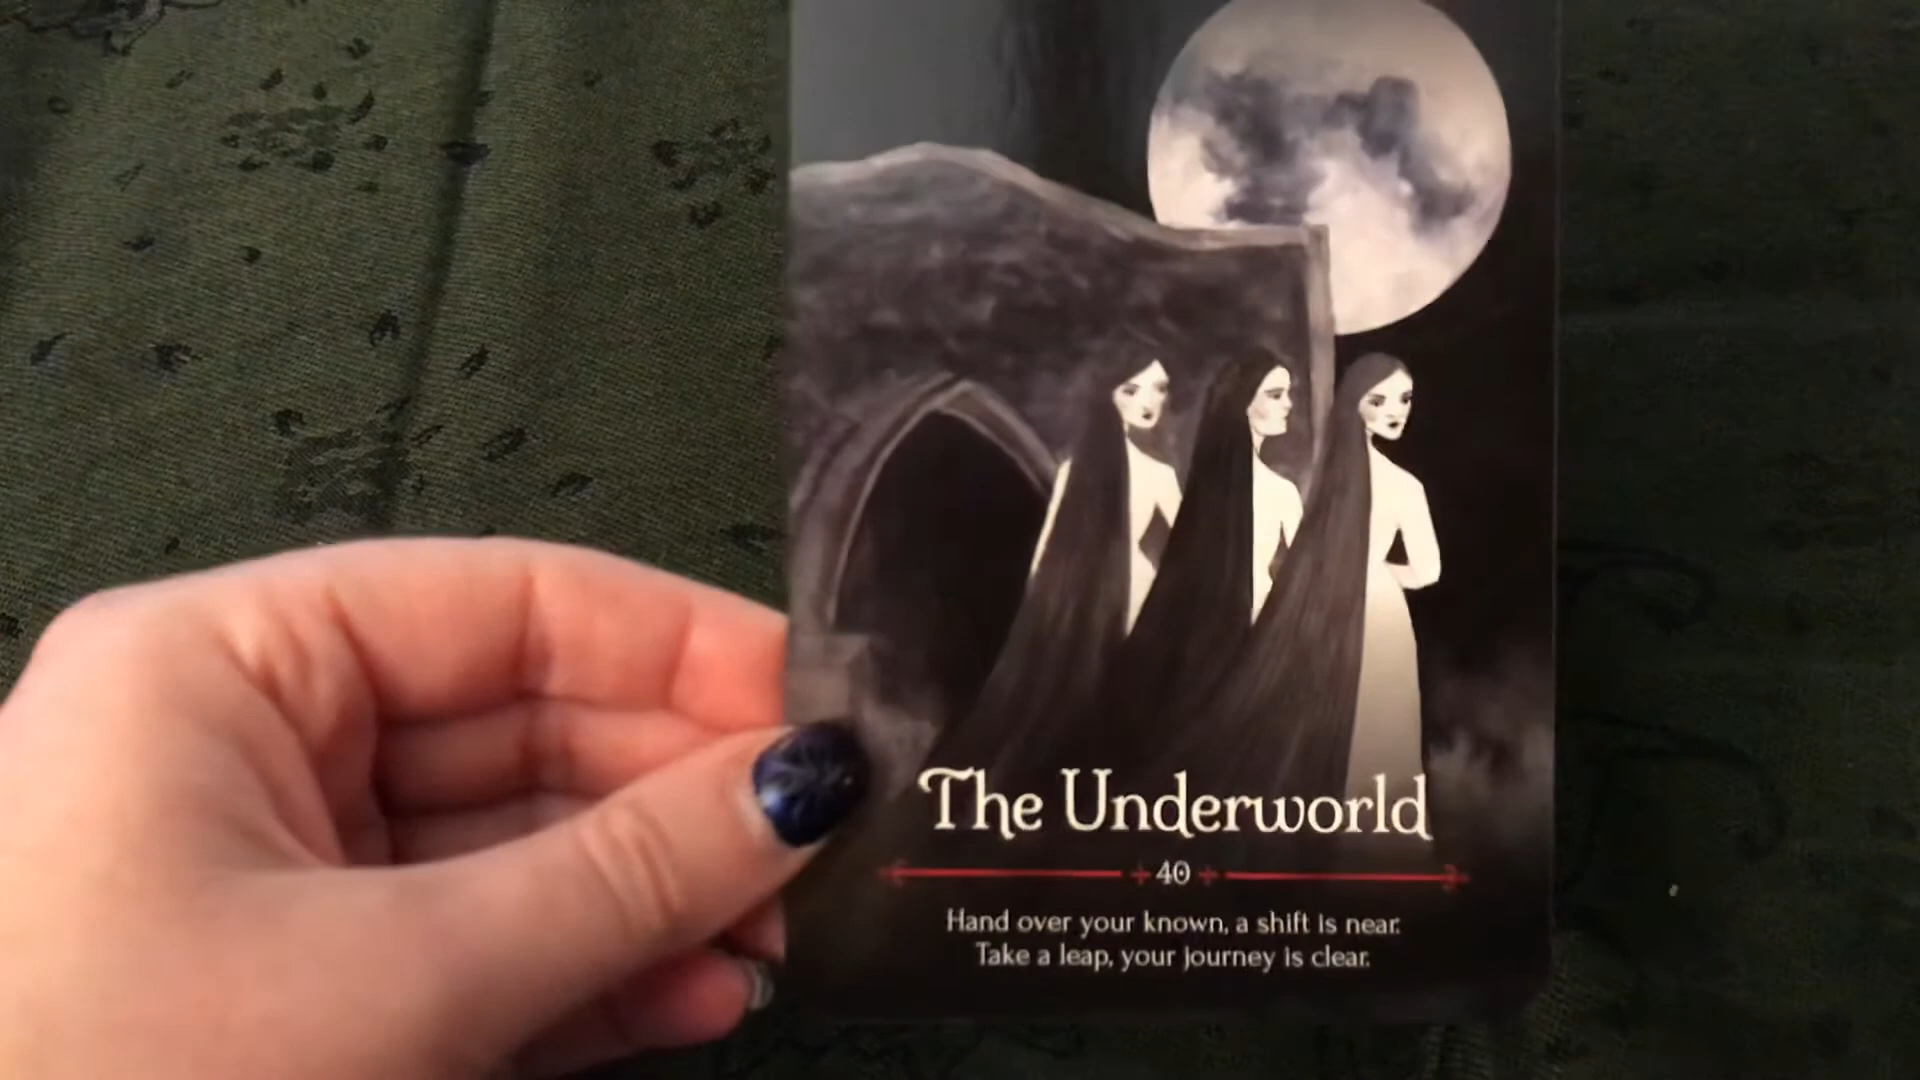 The Underworld
40
Hand over your known, a shift is near.
Take a leap, your journey is clear.